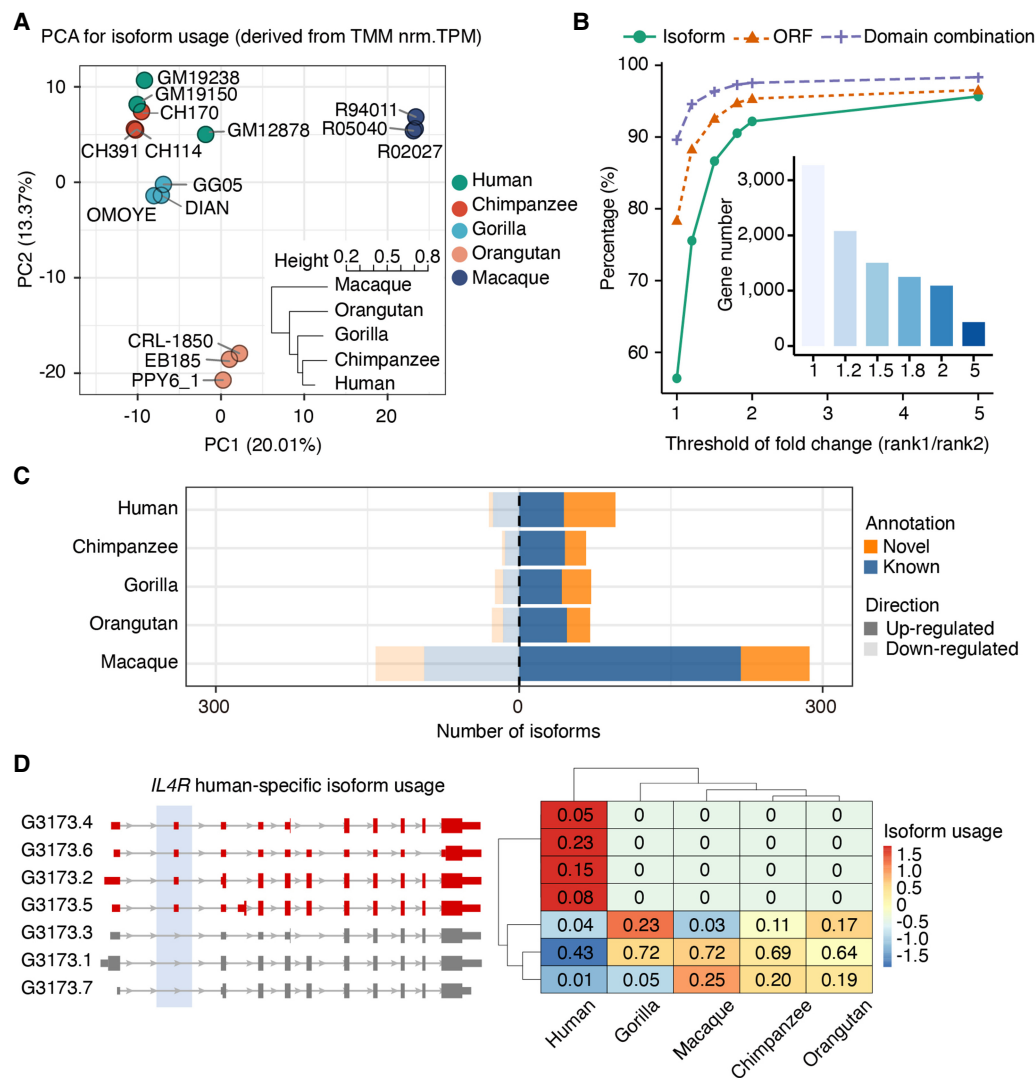 A
PCA for isoform usage (derived from TMM nrm.TPM)
PC2 (13.37%)
10
0
-10
-20
GM19238
GM19150
CH170
GM12878
CH391 CH114
R94011
R05040
R02027
GG05
OMOYE
DIAN
CRL-1850
EB185
PPY6_1
Height
0.2 0.5 0.8
Macaque
Orangutan
Gorilla
Chimpanzee
Human
-10 0 10 20
PC1 (20.01%)
Human
Chimpanzee
Gorilla
Orangutan
Macaque
B
Isoform ORF Domain combination
Percentage (%)
100
90
80
70
60
Gene number
3,000
2,000
1,000
0
1 1.2 1.5 1.8 2 5
1 2 3 4 5
Threshold of fold change (rank1/rank2)
C
Human
Chimpanzee
Gorilla
Orangutan
Macaque
300 0 300
Number of isoforms
Annotation
Novel
Known
Direction
Up-regulated
Down-regulated
D
IL4R human-specific isoform usage
G3173.4
G3173.6
G3173.2
G3173.5
G3173.3
G3173.1
G3173.7
0.05 0 0 0 0
0.23 0 0 0 0
0.15 0 0 0 0
0.08 0 0 0 0
0.04 0.23 0.03 0.11 0.17
0.43 0.72 0.72 0.69 0.64
0.01 0.05 0.25 0.20 0.19
Human
Gorilla
Macaque
Chimpanzee
Orangutan
Isoform usage
1.5
1.0
0.5
0
-0.5
-1.0
-1.5